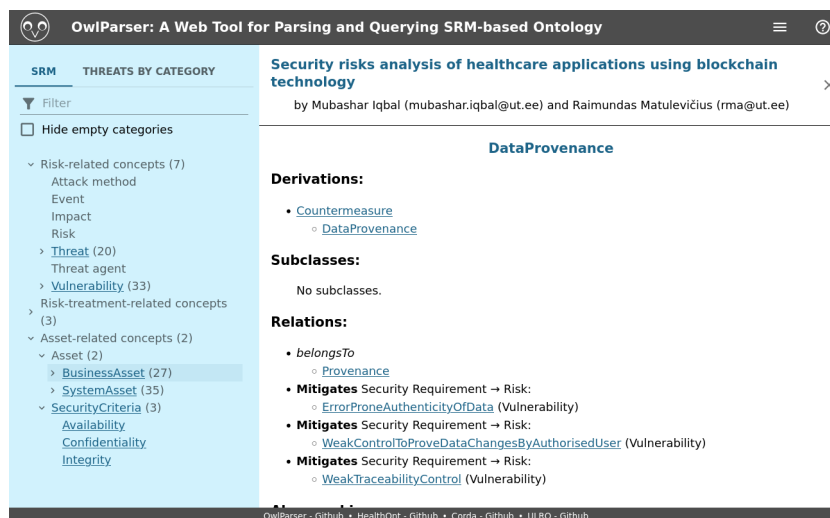 OwlParser: A Web Tool for Parsing and Querying SRM-based Ontology
SRM THREATS BY CATEGORY
Filter
Hide empty categories
Risk-related concepts (7)
Attack method
Event
Impact
Risk
Threat (20)
Threat agent
Vulnerability (33)
Risk-treatment-related concepts
(3)
Asset-related concepts (2)
Asset (2)
BusinessAsset (27)
SystemAsset (35)
SecurityCriteria (3)
Availability
Confidentiality
Integrity
Security risks analysis of healthcare applications using blockchain
technology
by Mubashar Iqbal (mubashar.iqbal@ut.ee) and Raimundas Matulevičius (rma@ut.ee)
DataProvenance
Derivations:
• Countermeasure
◦ DataProvenance
Subclasses:
No subclasses.
Relations:
• belongsTo
◦ Provenance
• Mitigates Security Requirement → Risk:
◦ ErrorProneAuthenticityOfData (Vulnerability)
• Mitigates Security Requirement → Risk:
◦ WeakControlToProveDataChangesByAuthorisedUser (Vulnerability)
• Mitigates Security Requirement → Risk:
◦ WeakTraceabilityControl (Vulnerability)
OwlParser - Github • HealthOnt - Github • Corda - Github • ULRO - Github